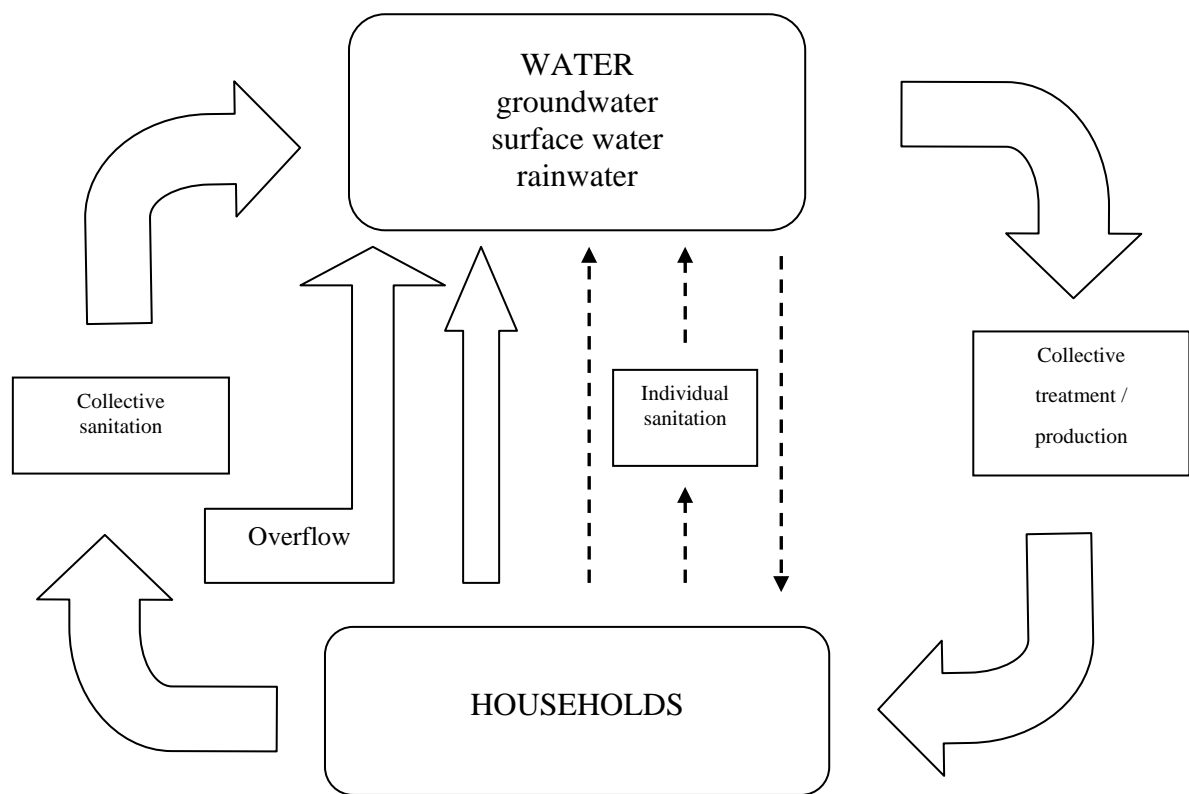 WATER
groundwater
surface water
rainwater
Collective
treatment /
production
Individual
sanitation
Collective
sanitation
Overflow
HOUSEHOLDS